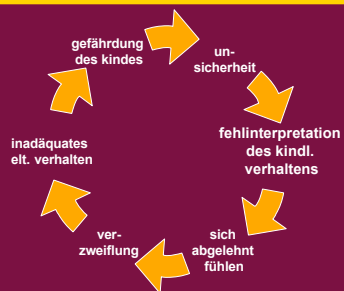 gefährdung
des kindes
un-
sicherheit
fehlinterpretation
des kindl.
verhaltens
sich
abgelehnt
fühlen
ver-
zweiflung
inadäquates
elt. verhalten